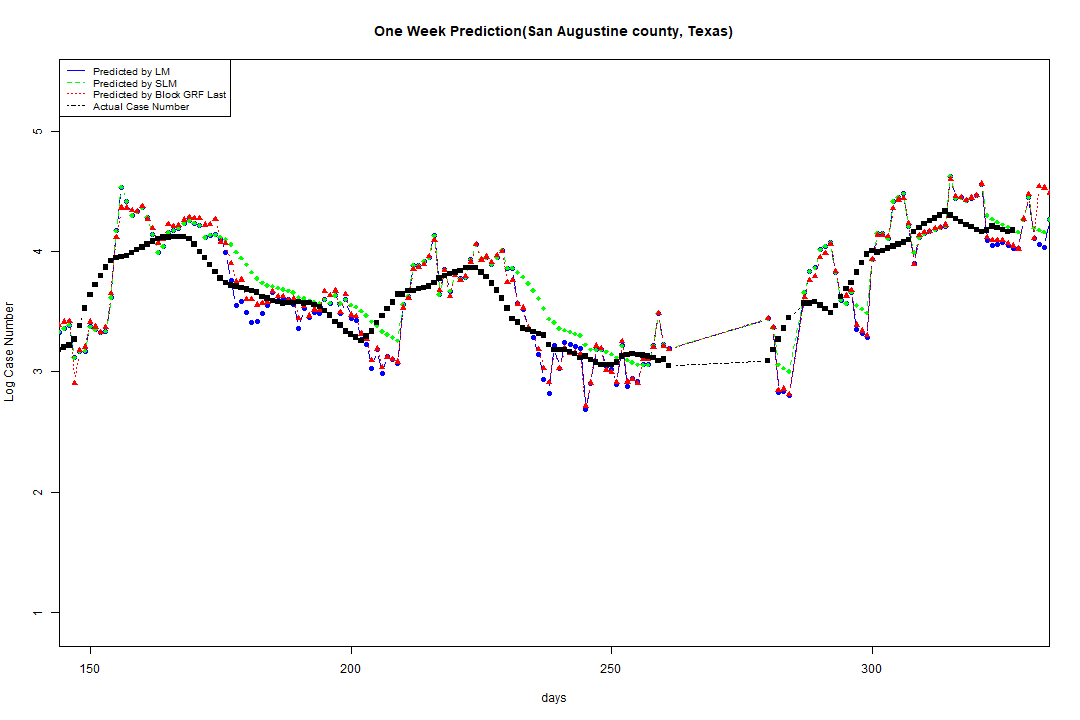 One Week Prediction(San Augustine county, Texas)
Predicted by LM
Predicted by SLM
Predicted by Block GRF Last
Actual Case Number
5
4
3
2
1
Log Case Number
150
200
250
300
days